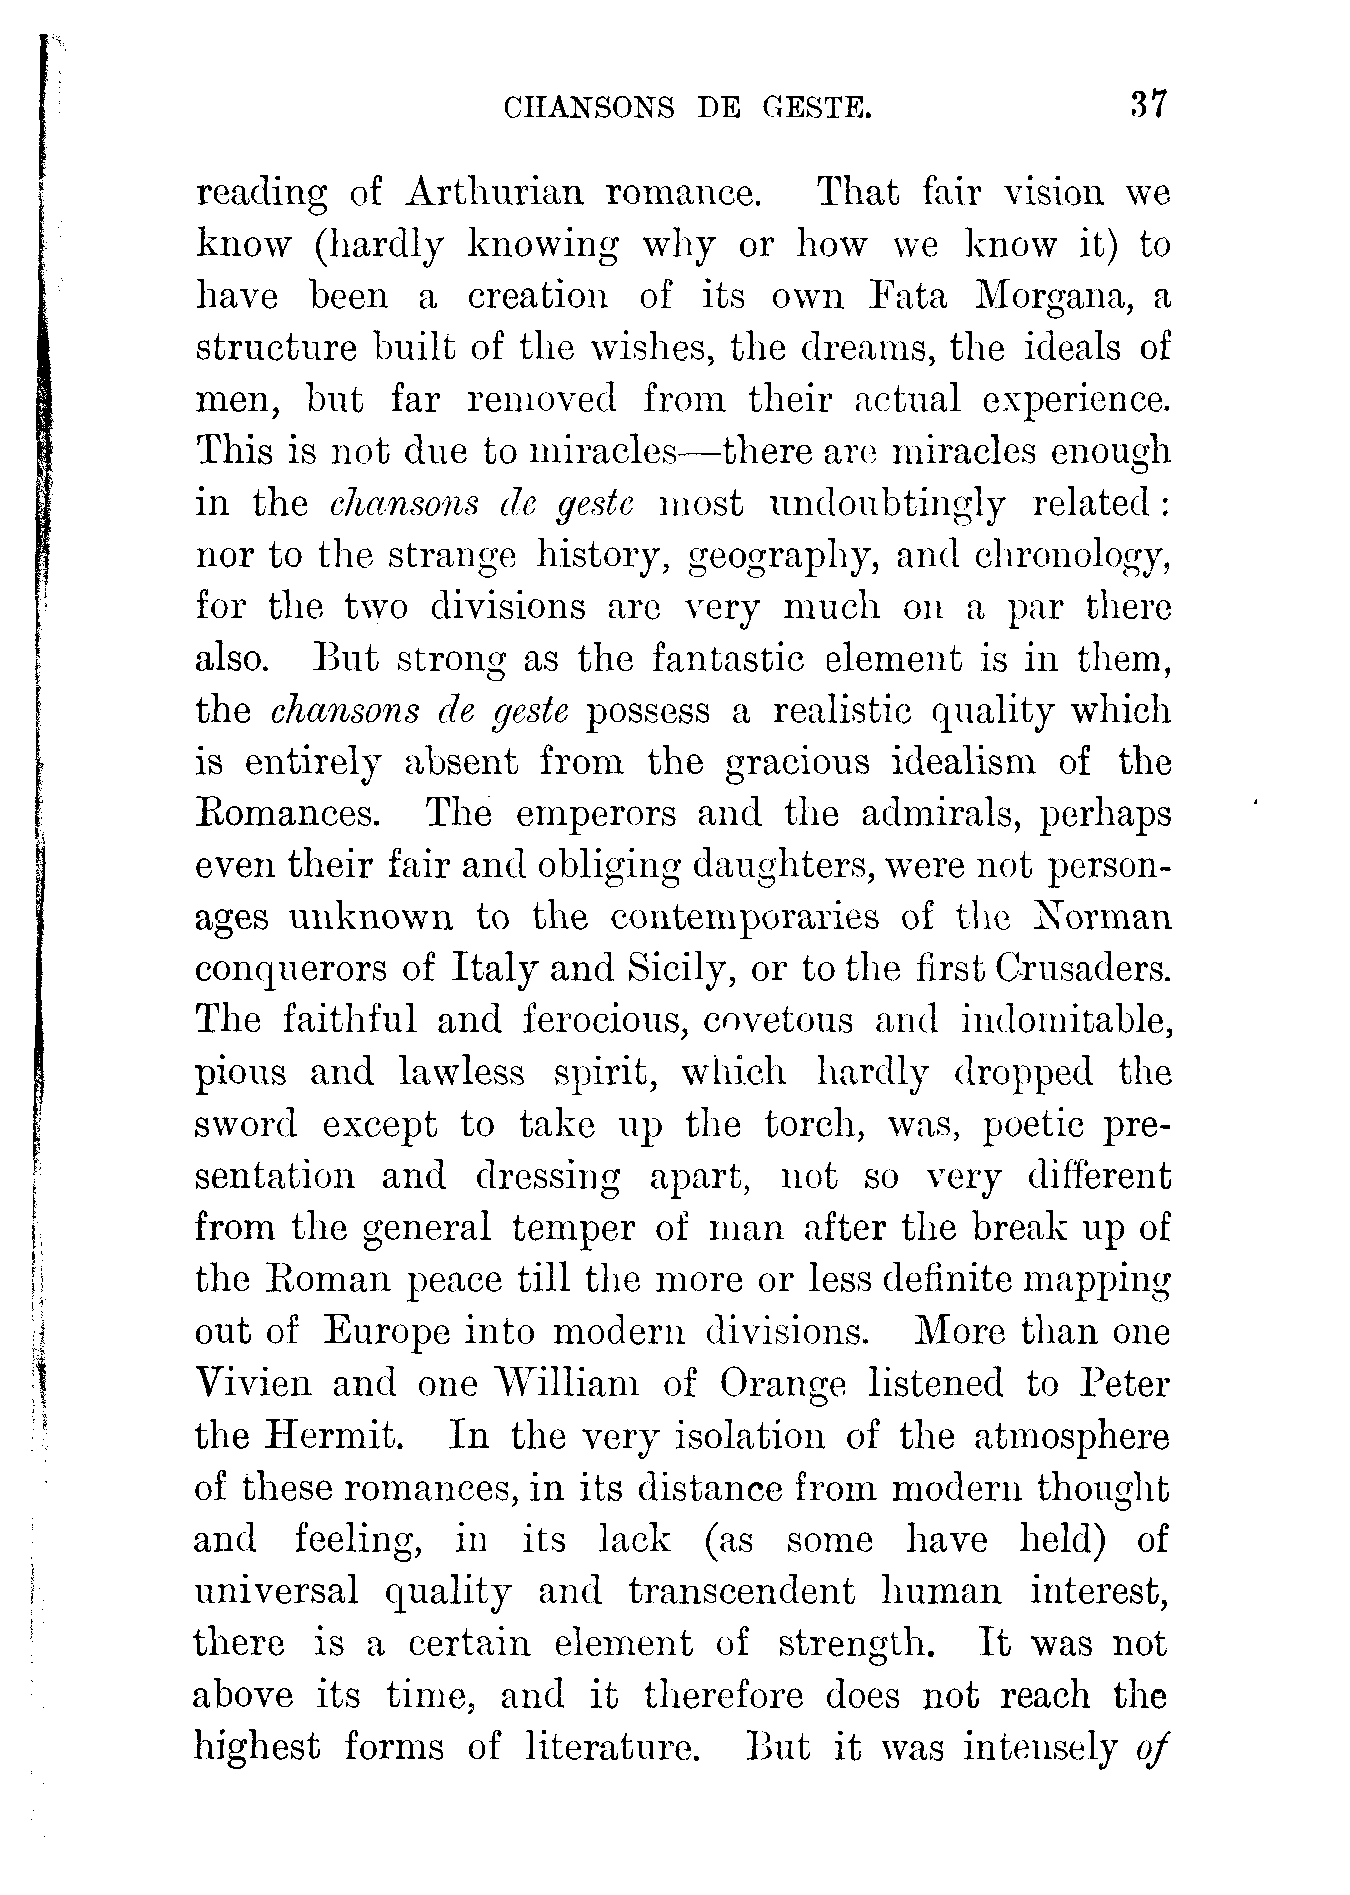 CHANSONS DE GESTE. 37
reading of Arthurian romance. That fair vision we
know (hardly knowing why or how we know it) to
have been a creation of its own Fata Morgana, a
structure built of the wishes, the dreams, the ideals of
men, but far removed from their actual experience.
This is not due to miracles—there are miracles enough
in the chansons de geste most undoubtingly related :
nor to the strange history, geography, and chronology,
for the two divisions are very much on a par there
also. But strong as the fantastic element is in them,
the chansons de geste possess a realistic quality which
is entirely absent from the gracious idealism of the
Romances. The emperors and the admirals, perhaps
even their fair and obliging daughters, were not person-
ages unknown to the contemporaries of the Norman
conquerors of Italy and Sicily, or to the first Crusaders.
The faithful and ferocious, covetous and indomitable,
pious and lawless spirit, which hardly dropped the
sword except to take up the torch, was, poetic pre-
sentation and dressing apart, not so very different
from the general temper of man after the break up of
the Roman peace till the more or less definite mapping
out of Europe into modern divisions. More than one
Vivien and one William of Orange listened to Peter
the Hermit. In the very isolation of the atmosphere
of these romances, in its distance from modern thought
and feeling, in its lack (as some have held) of
universal quality and transcendent human interest,
there is a certain element of strength. It was not
above its time, and it therefore does not reach the
highest forms of literature. But it was intensely of